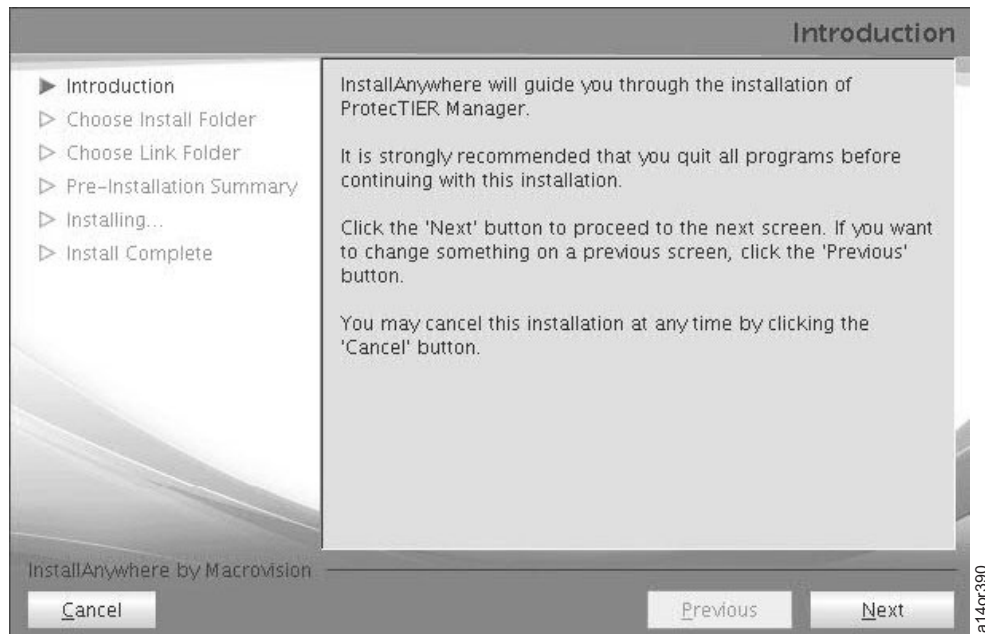 Introduction
Introduction
Choose Install Folder
Choose Link Folder
Pre-Installation Summary
Installing...
Install Complete
InstallAnywhere will guide you through the installation of
ProtecTIER Manager.
It is strongly recommended that you quit all programs before
continuing with this installation.
Click the 'Next' button to proceed to the next screen. If you want
to change something on a previous screen, click the 'Previous'
button.
You may cancel this installation at any time by clicking the
'Cancel' button.
InstallAnywhere by Macrovision
Cancel
Previous
Next
a14or390